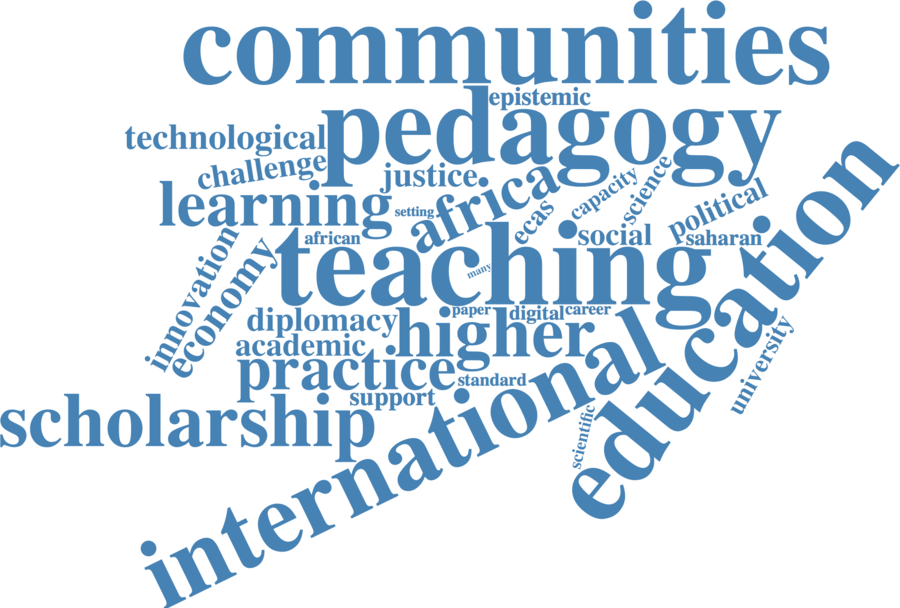 communities
epistemic
pedagogy
technological
challenge
justice
learning
setting
africa
ecas
capacity
science
political
social
saharan
african
teaching
many
innovation
economy
diplomacy
paper
digital
career
higher
academic
practice
standard
support
scholarship
international
education
university
scientific